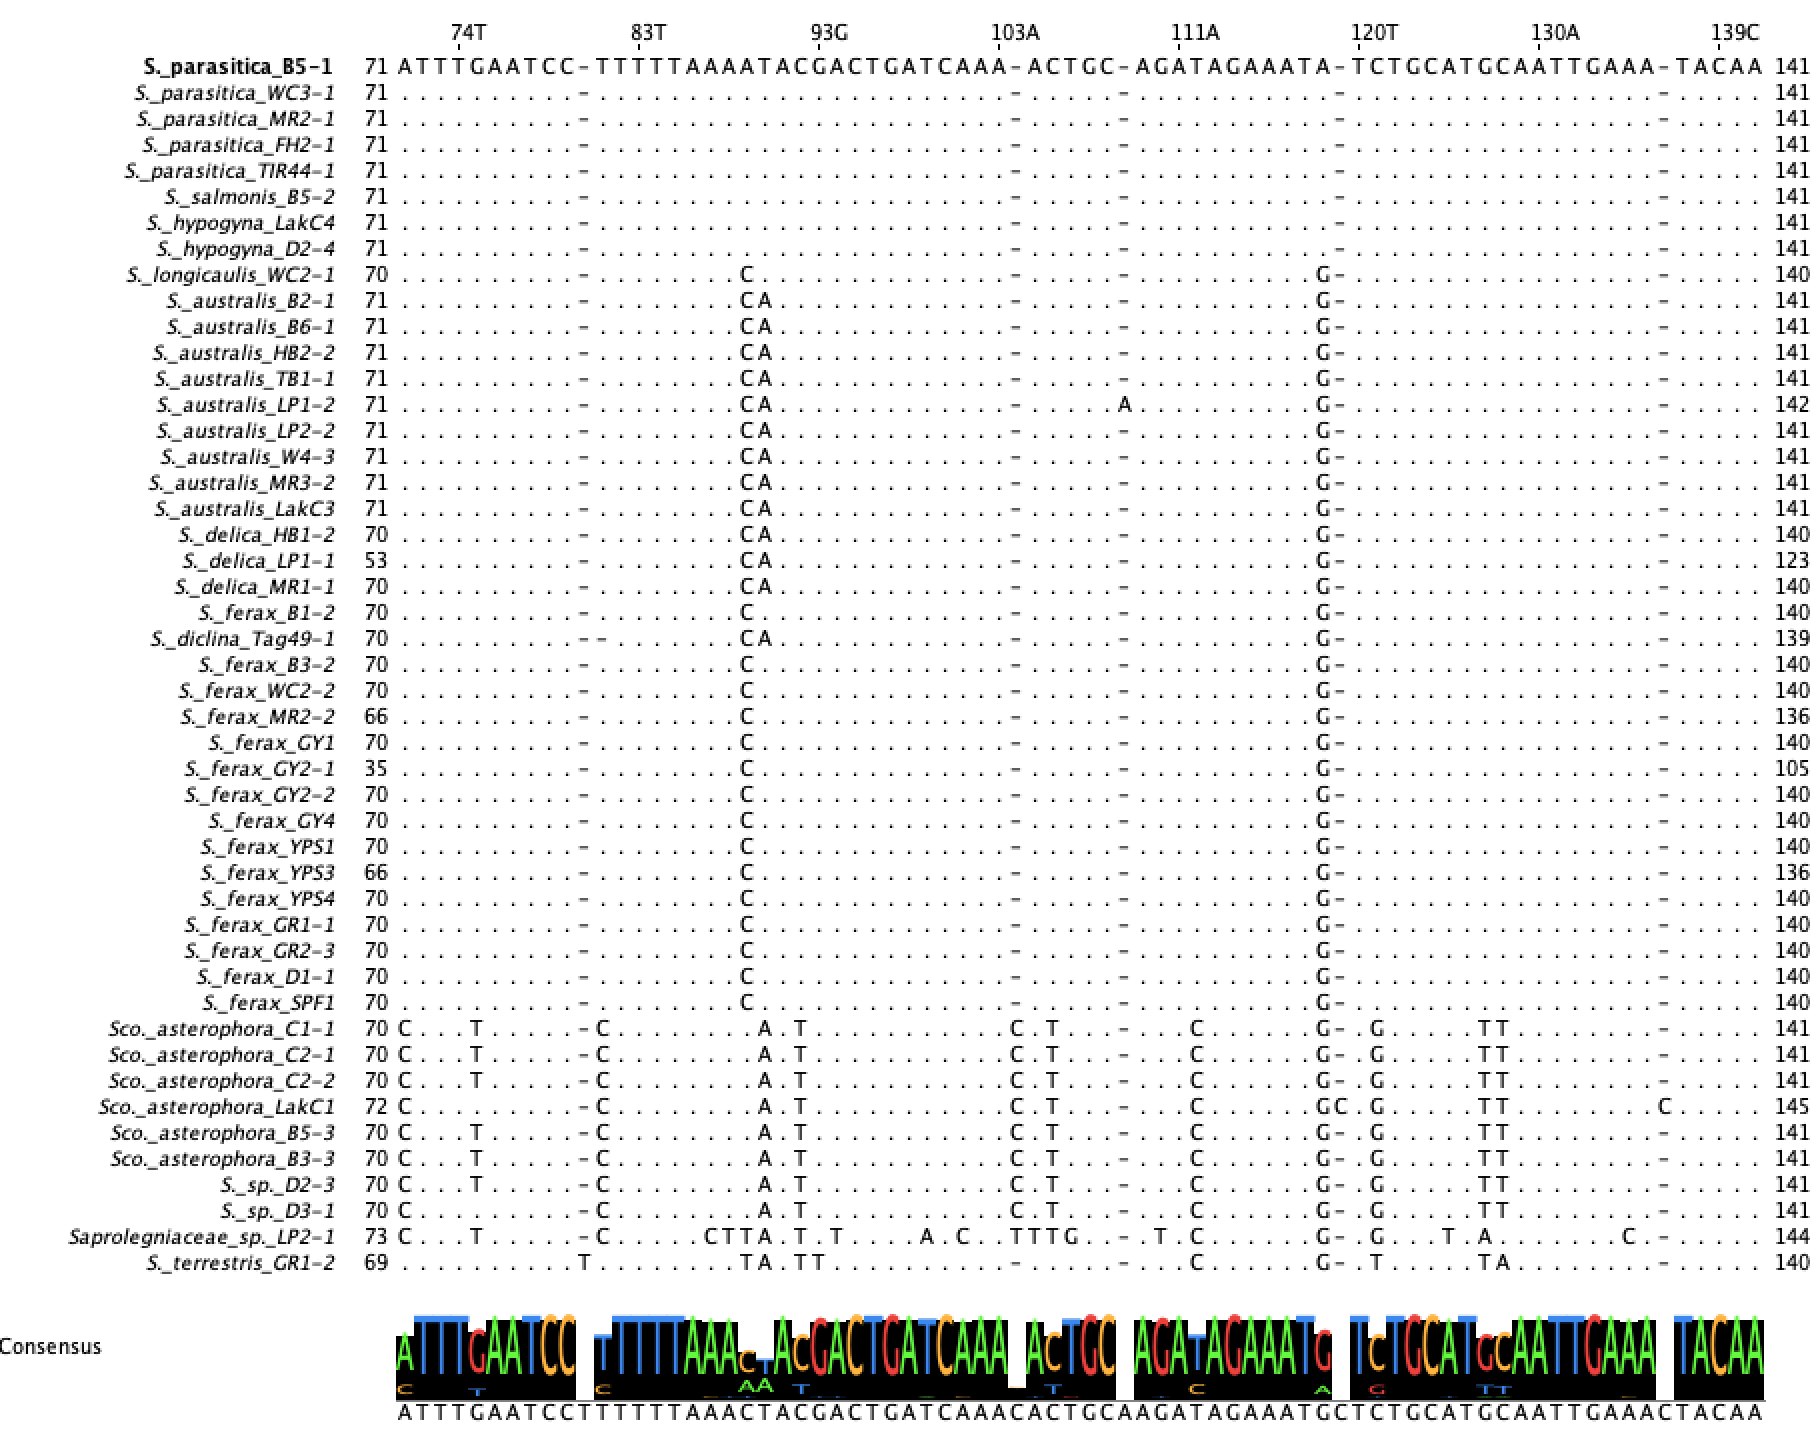 74T 83T 93G 103A 111A 120T 130A 139C
S._parasitica_B5-1 71 ATTTGAATCC-TTTTTAAAATACGACTGATCAAA-ACTGC-AGATAGAAATA-TCTGCATGCAATTGAAA-TACAA 141
S._parasitica_WC3-1 71 ..........-.......................-.....-...........-.................-..... 141
S._parasitica_MR2-1 71 ..........-.......................-.....-...........-.................-..... 141
S._parasitica_FH2-1 71 ..........-.......................-.....-...........-.................-..... 141
S._parasitica_TIR44-1 71 ..........-.......................-.....-...........-.................-..... 141
S._salmonis_B5-2 71 ..........-.......................-.....-...........-.................-..... 141
S._hypogyna_LakC4 71 ..........-.......................-.....-...........-.................-..... 141
S._hypogyna_D2-4 71 ..........-.......................-.....-...........-.................-..... 141
S._longicaulis_WC2-1 70 ..........-........C..............-.....-..........G-.................-..... 140
S._australis_B2-1 71 ..........-........CA.............-.....-..........G-.................-..... 141
S._australis_B6-1 71 ..........-........CA.............-.....-..........G-.................-..... 141
S._australis_HB2-2 71 ..........-........CA.............-.....-..........G-.................-..... 141
S._australis_TB1-1 71 ..........-........CA.............-.....-..........G-.................-..... 141
S._australis_LP1-2 71 ..........-........CA.............-.....A..........G-.................-..... 142
S._australis_LP2-2 71 ..........-........CA.............-.....-..........G-.................-..... 141
S._australis_W4-3 71 ..........-........CA.............-.....-..........G-.................-..... 141
S._australis_MR3-2 71 ..........-........CA.............-.....-..........G-.................-..... 141
S._australis_LakC3 71 ..........-........CA.............-.....-..........G-.................-..... 141
S._delica_HB1-2 70 ..........-........CA.............-.....-..........G-.................-..... 140
S._delica_LP1-1 53 ..........-........CA.............-.....-..........G-.................-..... 123
S._delica_MR1-1 70 ..........-........CA.............-.....-..........G-.................-..... 140
S._ferax_B1-2 70 ..........-........C..............-.....-..........G-.................-..... 140
S._diclina_Tag49-1 70 ..........--.......CA.............-.....-..........G-.................-..... 139
S._ferax_B3-2 70 ..........-........C..............-.....-..........G-.................-..... 140
S._ferax_WC2-2 70 ..........-........C..............-.....-..........G-.................-..... 140
S._ferax_MR2-2 66 ..........-........C..............-.....-..........G-.................-..... 136
S._ferax_GY1 70 ..........-........C..............-.....-..........G-.................-..... 140
S._ferax_GY2-1 35 ..........-........C..............-.....-..........G-.................-..... 105
S._ferax_GY2-2 70 ..........-........C..............-.....-..........G-.................-..... 140
S._ferax_GY4 70 ..........-........C..............-.....-..........G-.................-..... 140
S._ferax_YPS1 70 ..........-........C..............-.....-..........G-.................-..... 140
S._ferax_YPS3 66 ..........-........C..............-.....-..........G-.................-..... 136
S._ferax_YPS4 70 ..........-........C..............-.....-..........G-.................-..... 140
S._ferax_GR1-1 70 ..........-........C..............-.....-..........G-.................-..... 140
S._ferax_GR2-3 70 ..........-........C..............-.....-..........G-.................-..... 140
S._ferax_D1-1 70 ..........-........C..............-.....-..........G-.................-..... 140
S._ferax_SPF1 70 ..........-........C..............-.....-..........G-.................-..... 140
Sco._asterophora_C1-1 70 C...T.....-C........A.T...........C.T...-...C......G-.G.....TT........-..... 141
Sco._asterophora_C2-1 70 C...T.....-C........A.T...........C.T...-...C......G-.G.....TT........-..... 141
Sco._asterophora_C2-2 70 C...T.....-C........A.T...........C.T...-...C......G-.G.....TT........-..... 141
Sco._asterophora_LakC1 72 C.........-C........A.T...........C.T...-...C......GC.G.....TT........C..... 145
Sco._asterophora_B5-3 70 C...T.....-C........A.T...........C.T...-...C......G-.G.....TT........-..... 141
Sco._asterophora_B3-3 70 C...T.....-C........A.T...........C.T...-...C......G-.G.....TT........-..... 141
S._sp._D2-3 70 C...T.....-C........A.T...........C.T...-...C......G-.G.....TT........-..... 141
S._sp._D3-1 70 C.........-C........A.T...........C.T...-...C......G-.G.....TT........-..... 141
Saprolegniaceae_sp._LP2-1 73 C...T.....-C.....CTTA.T.T....A.C..TTTG..-.T.C......G-.G...T.A.......C.-..... 144
S._terrestris_GR1-2 69 ..........T........TA.TT..........-.....-...C......G-.T.....TA........-..... 140
Consensus ATTTGAATCC TTTTTAAACTACGACTGATCAAA ACTGC AGATAGAAATG TCTGCATGCAATTGAAA TACAA
C T C AA T T C A G TT
ATTTGAATCCTTTTTTAAACTACGACTGATCAAACACTGCAAGATAGAAATGCTCTGCATGCAATTGAAACTACAA